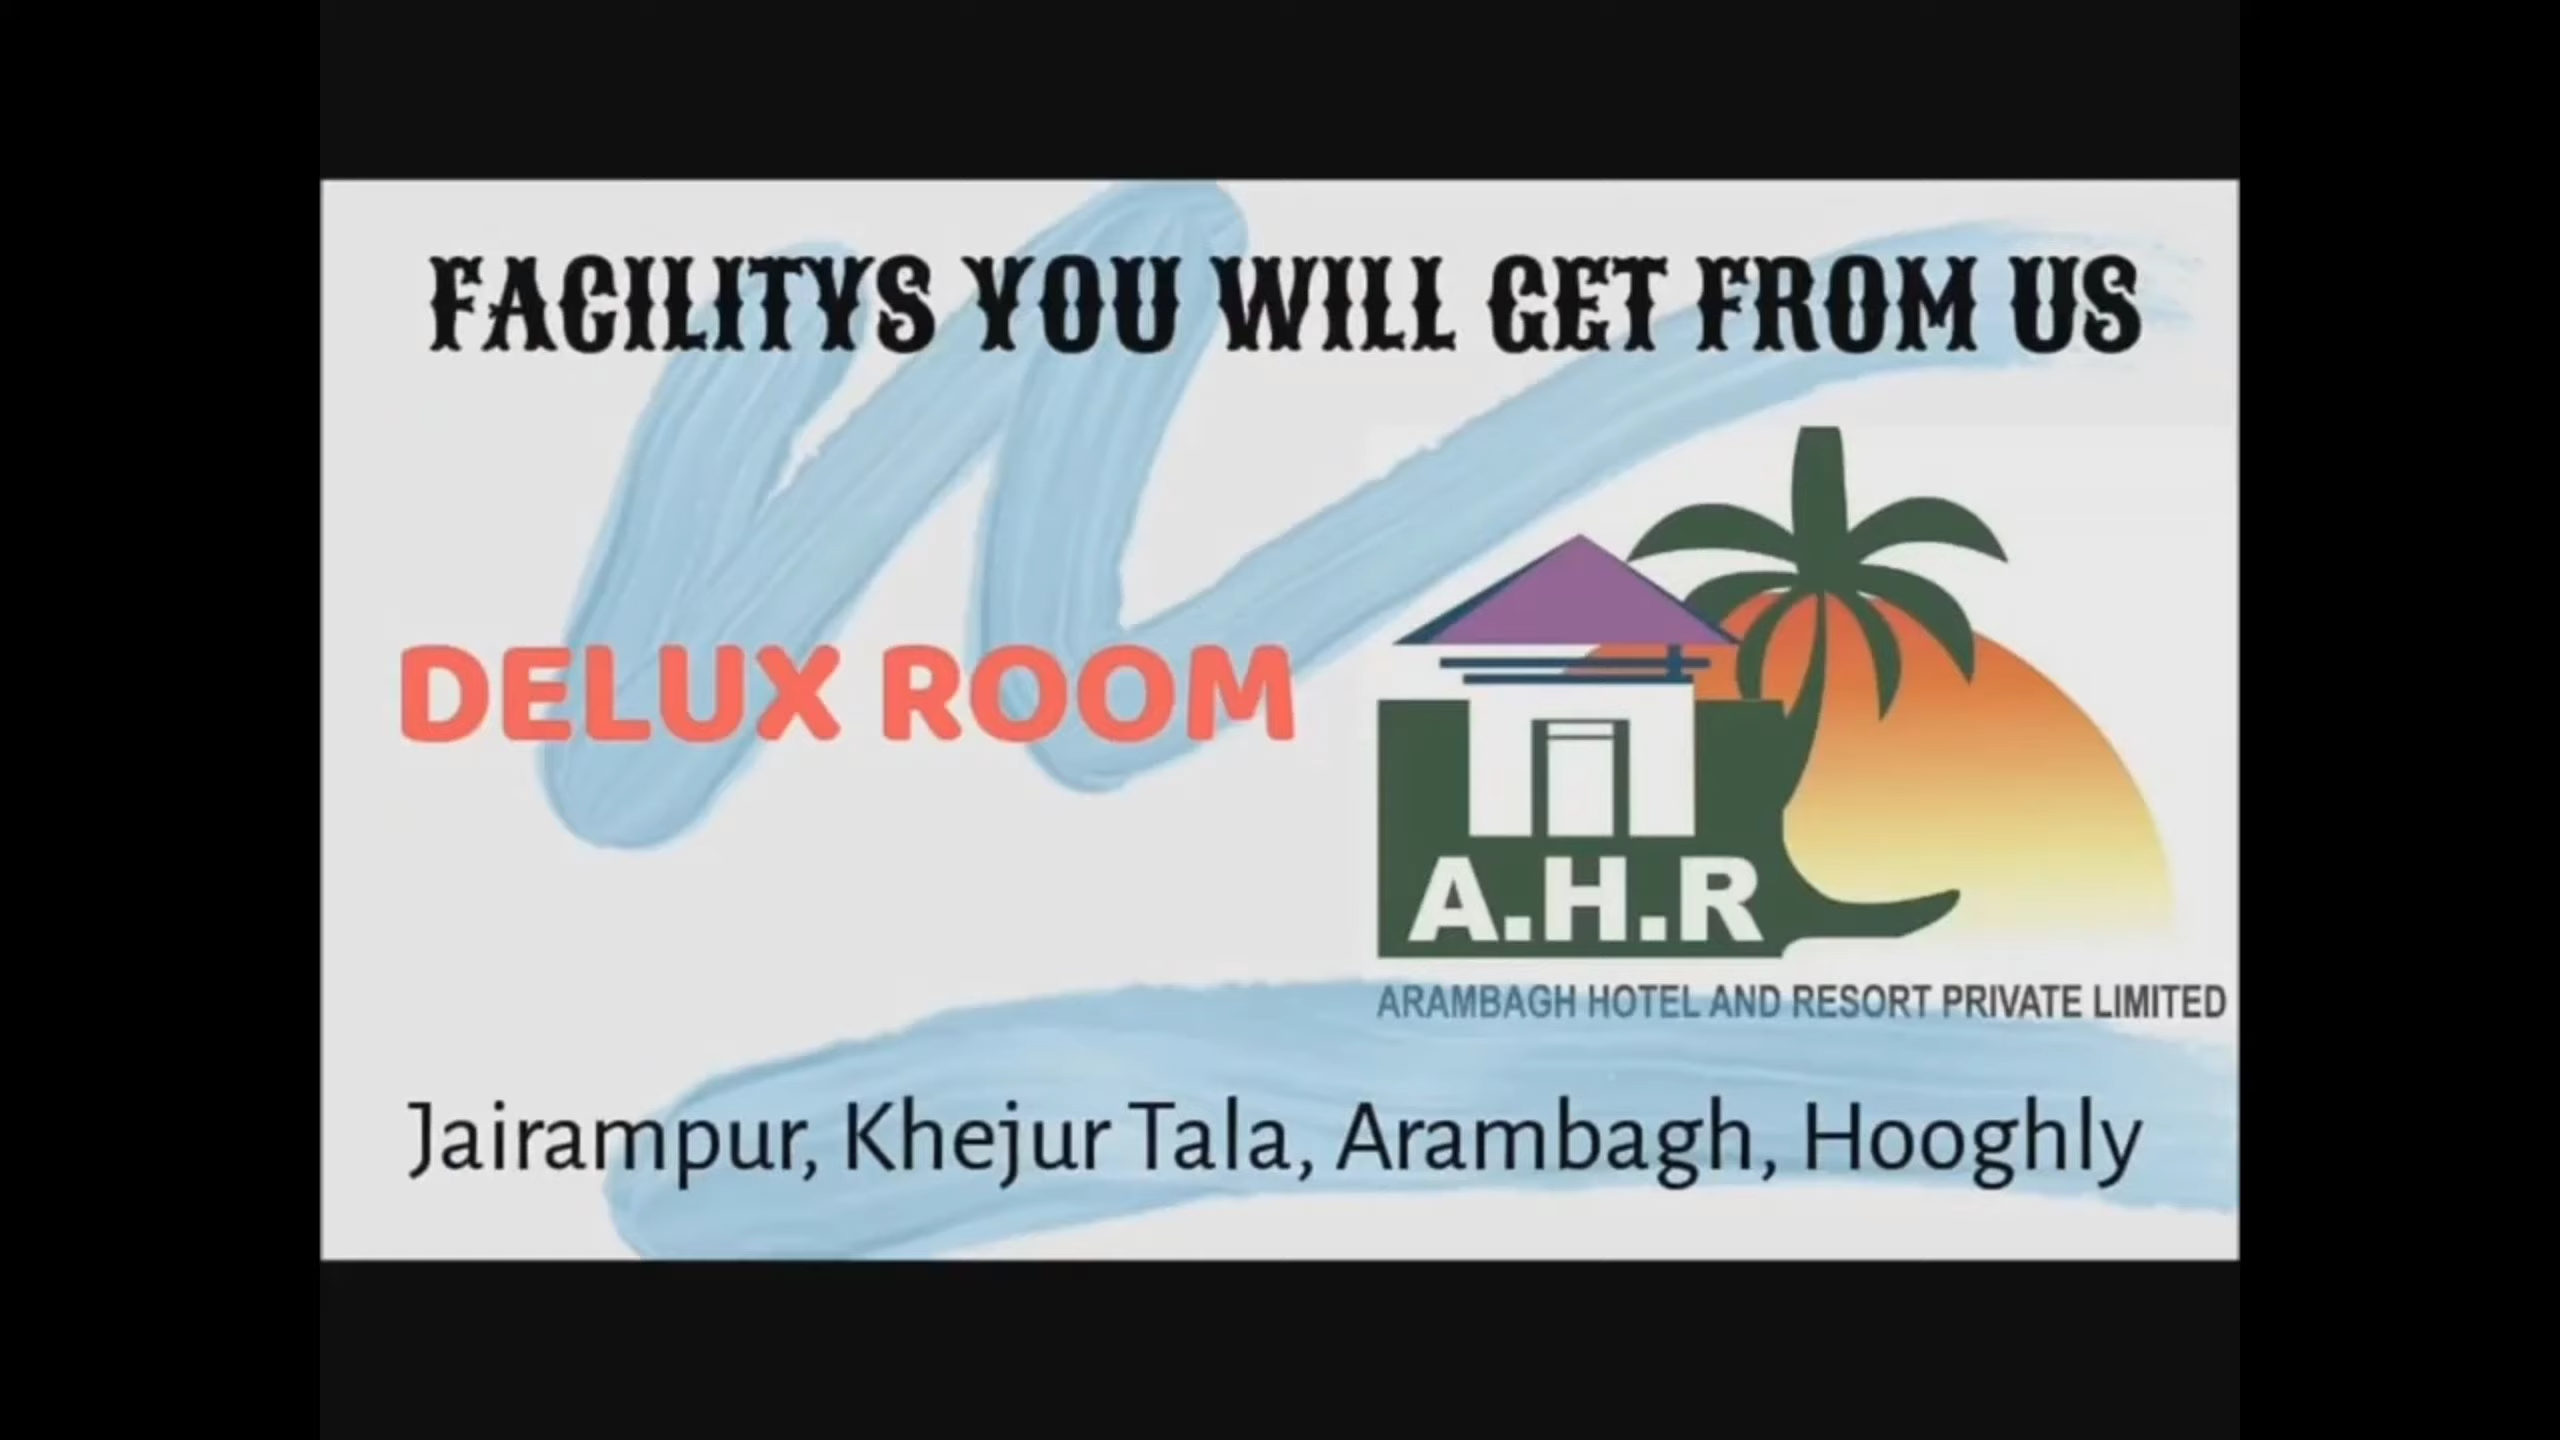 FACILITYS YOU WILL GET FROM US
DELUX ROOM
A.H.R
ARAMBAGH HOTEL AND RESORT PRIVATE LIMITED
Jairampur, Khejur Tala, Arambagh, Hooghly